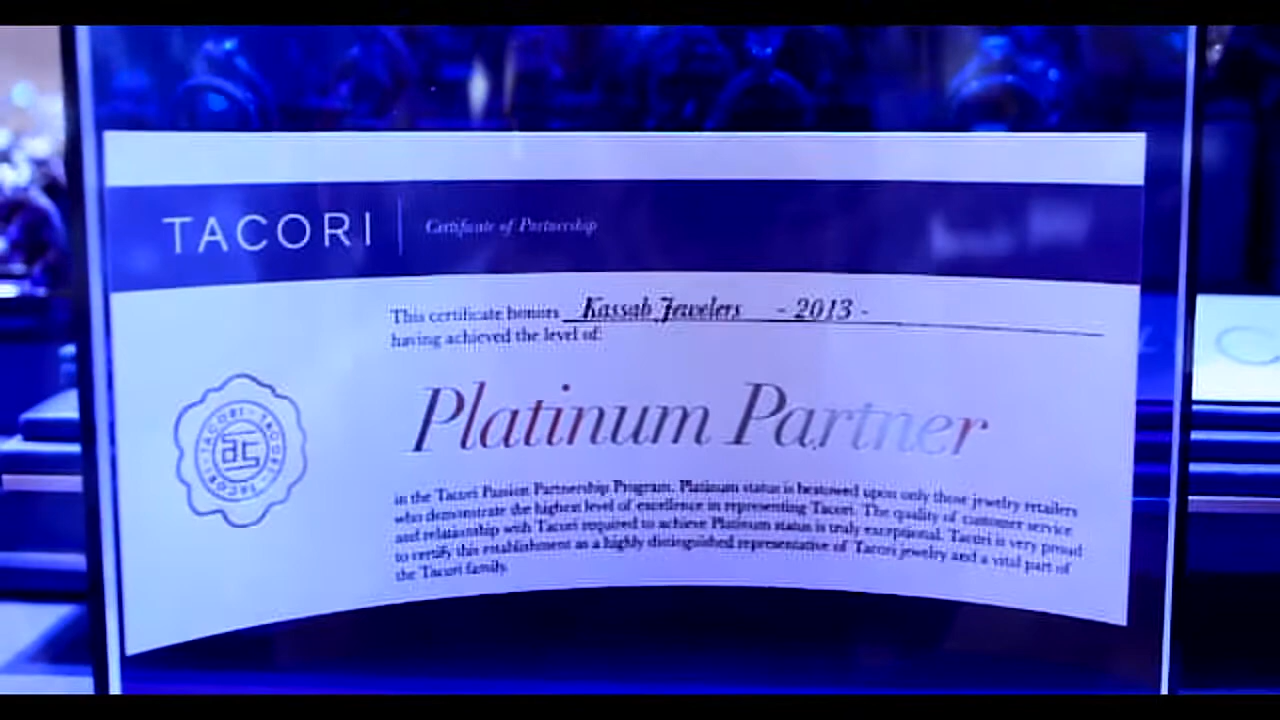 TACORI
Certificate of Partnership
This certificate honors Kassab Jewelers - 2013 -
having achieved the level of:
Platinum Partner
TACORI · TACORI · TACORI ·
in the Tacori Passion Partnership Program. Platinum status is bestowed upon only those jewelry retailers
who demonstrate the highest level of excellence in representing Tacori. The quality of customer service
and relationship with Tacori required to achieve Platinum status is truly exceptional. Tacori is very proud
to certify this establishment as a highly distinguished representative of Tacori jewelry and a vital part of
the Tacori family.